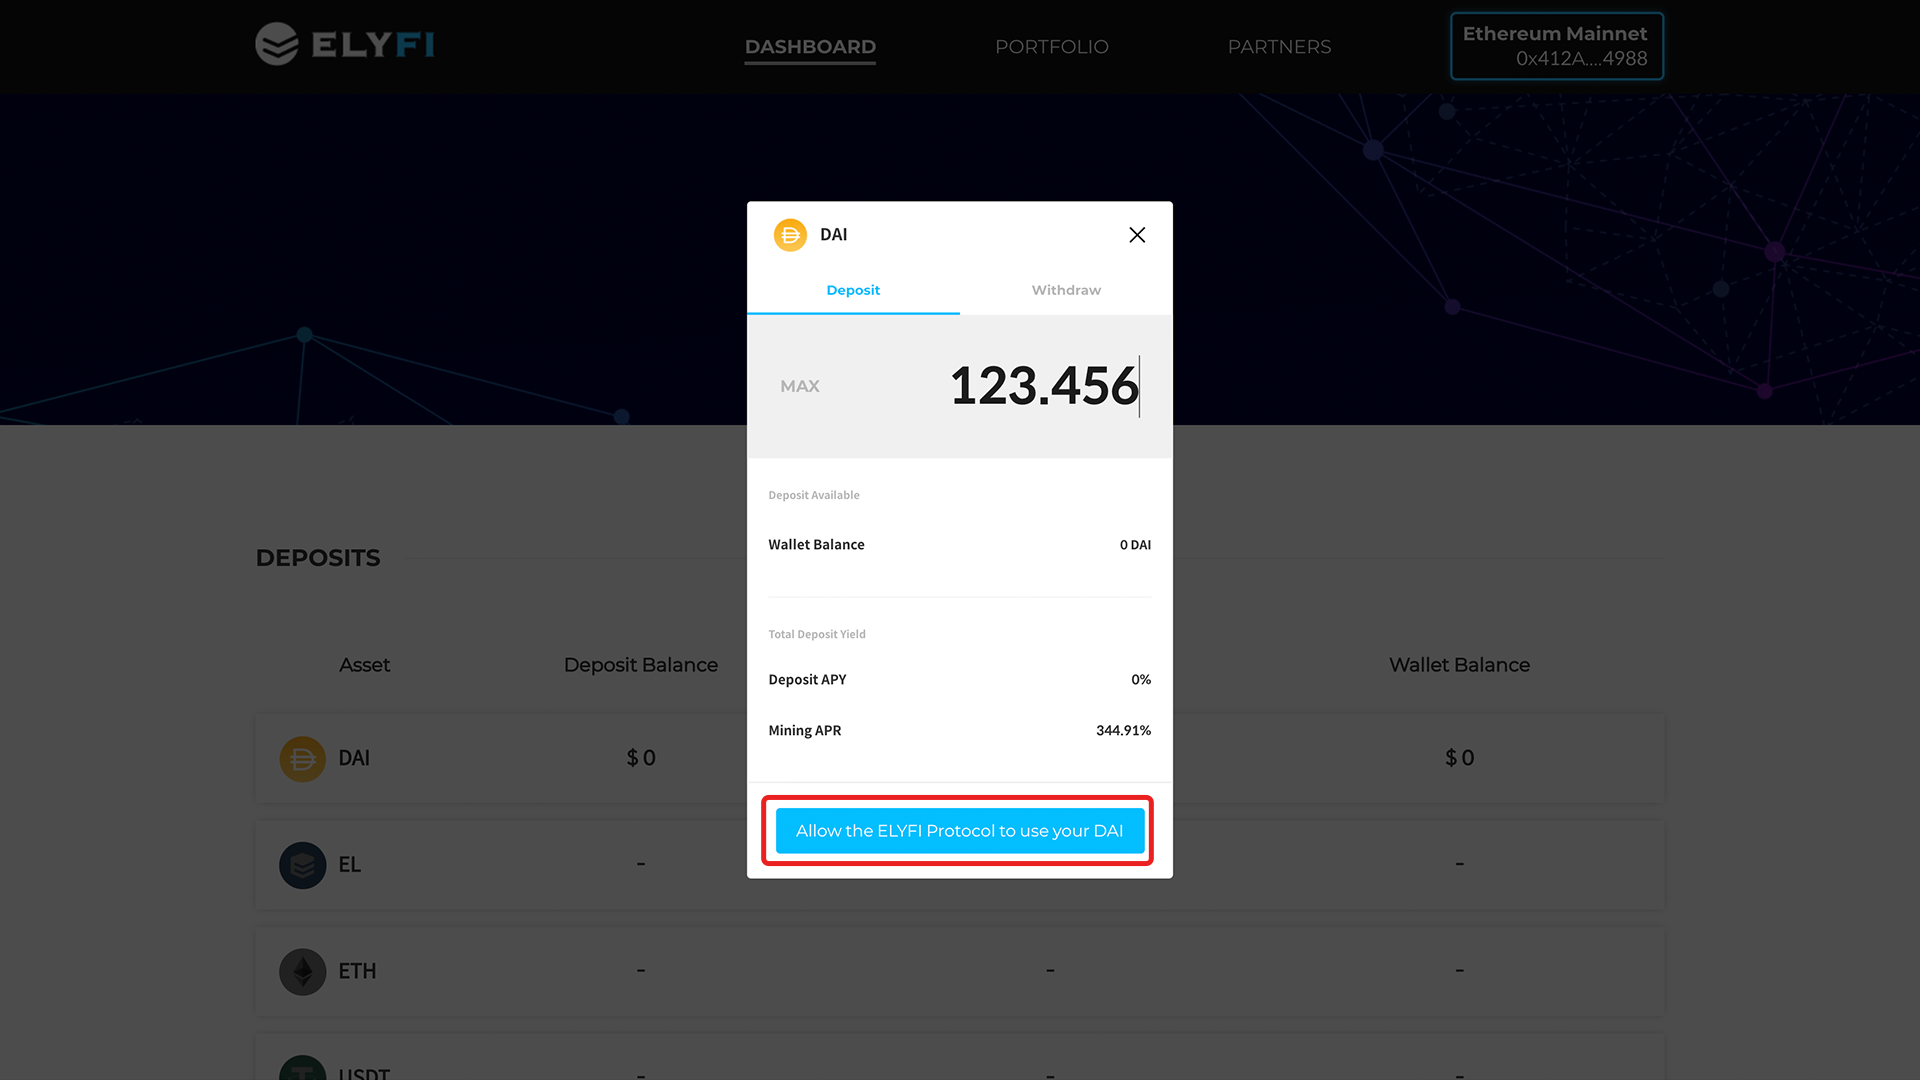 ELYFI
DASHBOARD
PORTFOLIO
PARTNERS
Ethereum Mainnet
0x412A....4988
DAI
Deposit
Withdraw
MAX
123.456
Deposit Available
Wallet Balance
0 DAI
Total Deposit Yield
Deposit APY
0%
Mining APR
344.91%
Allow the ELYFI Protocol to use your DAI
DEPOSITS
Asset
Deposit Balance
Wallet Balance
DAI
$ 0
$ 0
EL
-
-
ETH
-
-
-
USDT
-
-
-